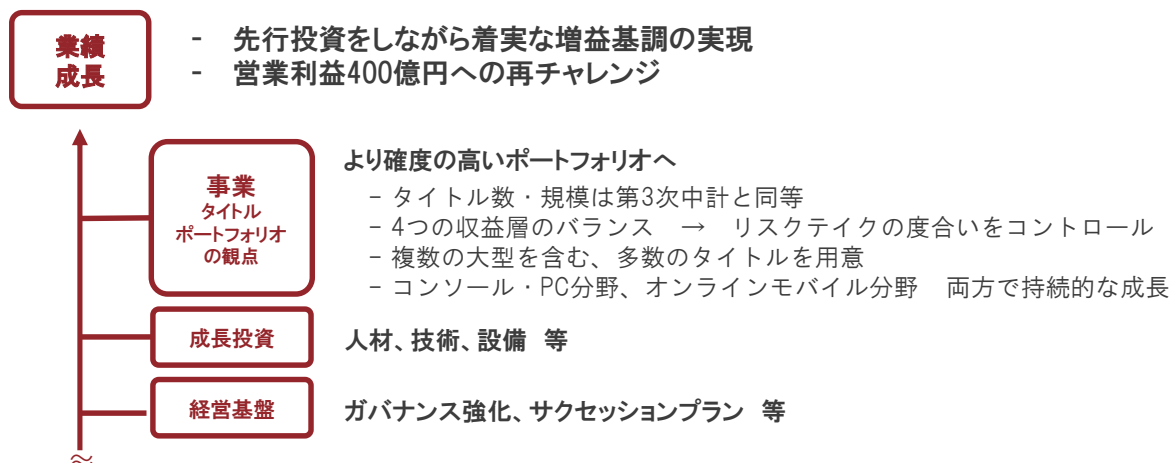 業績
成長
- 先行投資をしながら着実な増益基調の実現
- 営業利益400億円への再チャレンジ
事業
タイトル
ポートフォリオ
の観点
より確度の高いポートフォリオへ
- タイトル数・規模は第3次中計と同等
- 4つの収益層のバランス → リスクテイクの度合いをコントロール
- 複数の大型を含む、多数のタイトルを用意
- コンソール・PC分野、オンラインモバイル分野 両方で持続的な成長
成長投資
人材、技術、設備 等
経営基盤
ガバナンス強化、サクセッションプラン 等